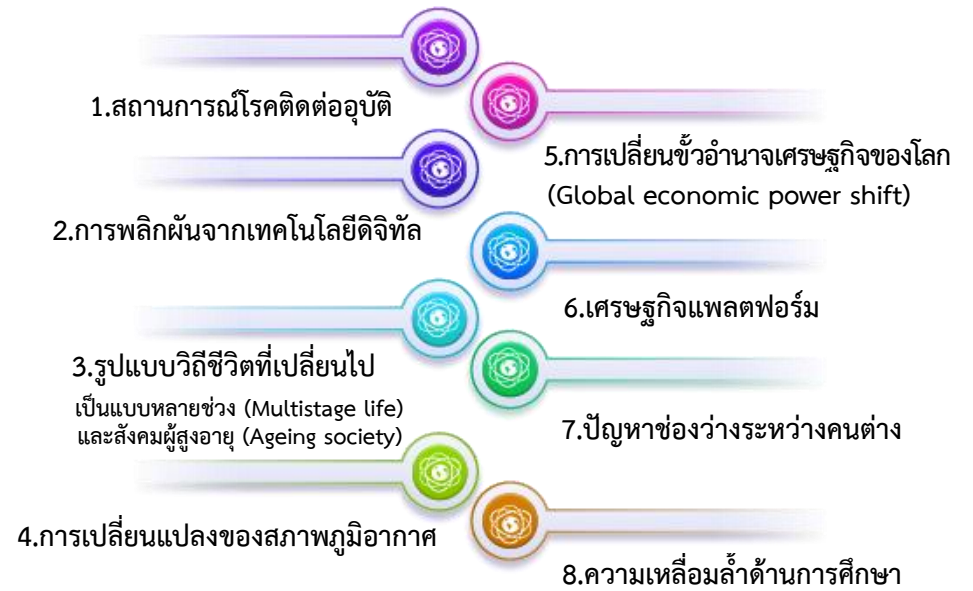 1.สถานการณ์โรคติดต่ออุบัติ
2.การพลิกผันจากเทคโนโลยีดิจิทัล
3.รูปแบบวิถีชีวิตที่เปลี่ยนไป
เป็นแบบหลายช่วง (Multistage life)
และสังคมผู้สูงอายุ (Ageing society)
4.การเปลี่ยนแปลงของสภาพภูมิอากาศ
5.การเปลี่ยนขั้วอำนาจเศรษฐกิจของโลก
(Global economic power shift)
6.เศรษฐกิจแพลตฟอร์ม
7.ปัญหาช่องว่างระหว่างคนต่าง
8.ความเหลื่อมล้ำด้านการศึกษา